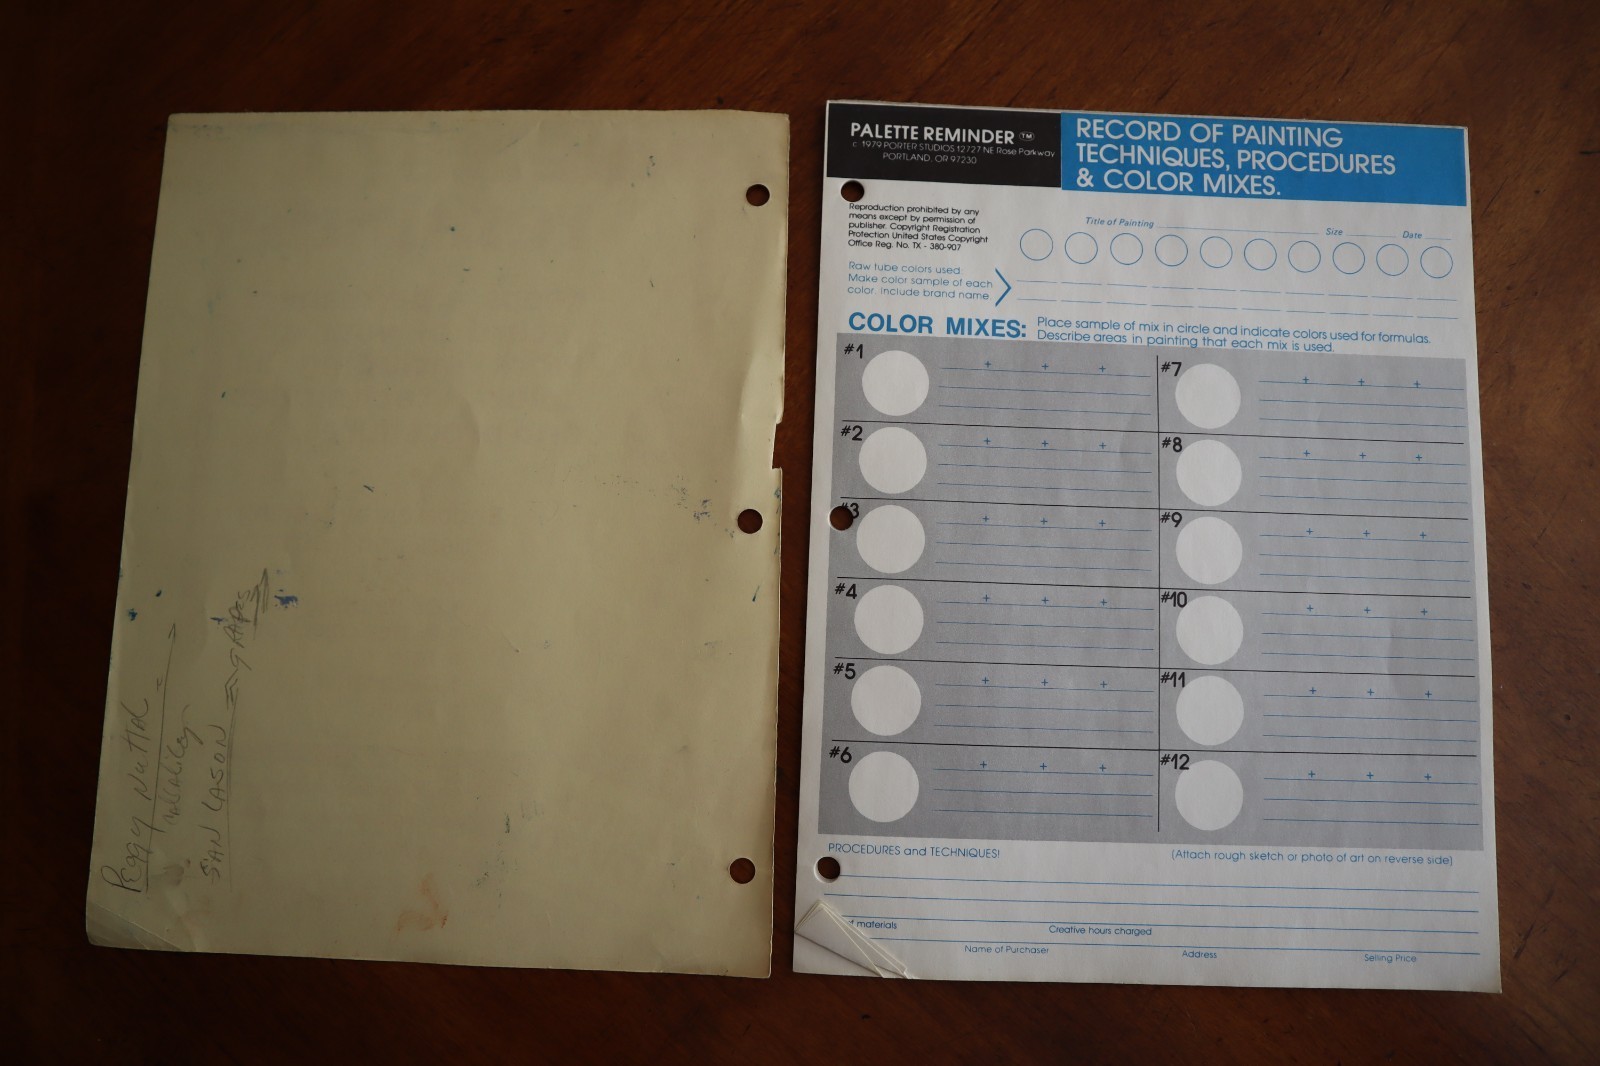 Peggy Nuttal
JAN LASON
PALETTE REMINDER ™
c 1979 PORTER STUDIOS 12727 NE Rose Parkway
PORTLAND, OR 97230
RECORD OF PAINTING
TECHNIQUES, PROCEDURES
& COLOR MIXES.
Reproduction prohibited by any
means except by permission of
publisher. Copyright Registration
Protection United States Copyright
Office Reg. No. TX - 380-907
Title of Painting Size Date
Raw tube colors used.
Make color sample of each
color. Include brand name.
COLOR MIXES: Place sample of mix in circle and indicate colors used for formulas.
Describe areas in painting that each mix is used.
#1 + + +
#2 + + +
#3 + + +
#4 + + +
#5 + + +
#6 + + +
#7 + + +
#8 + + +
#9 + + +
#10 + + +
#11 + + +
#12 + + +
PROCEDURES and TECHNIQUES! (Attach rough sketch or photo of art on reverse side)
materials Creative hours charged
Name of Purchaser Address Selling Price